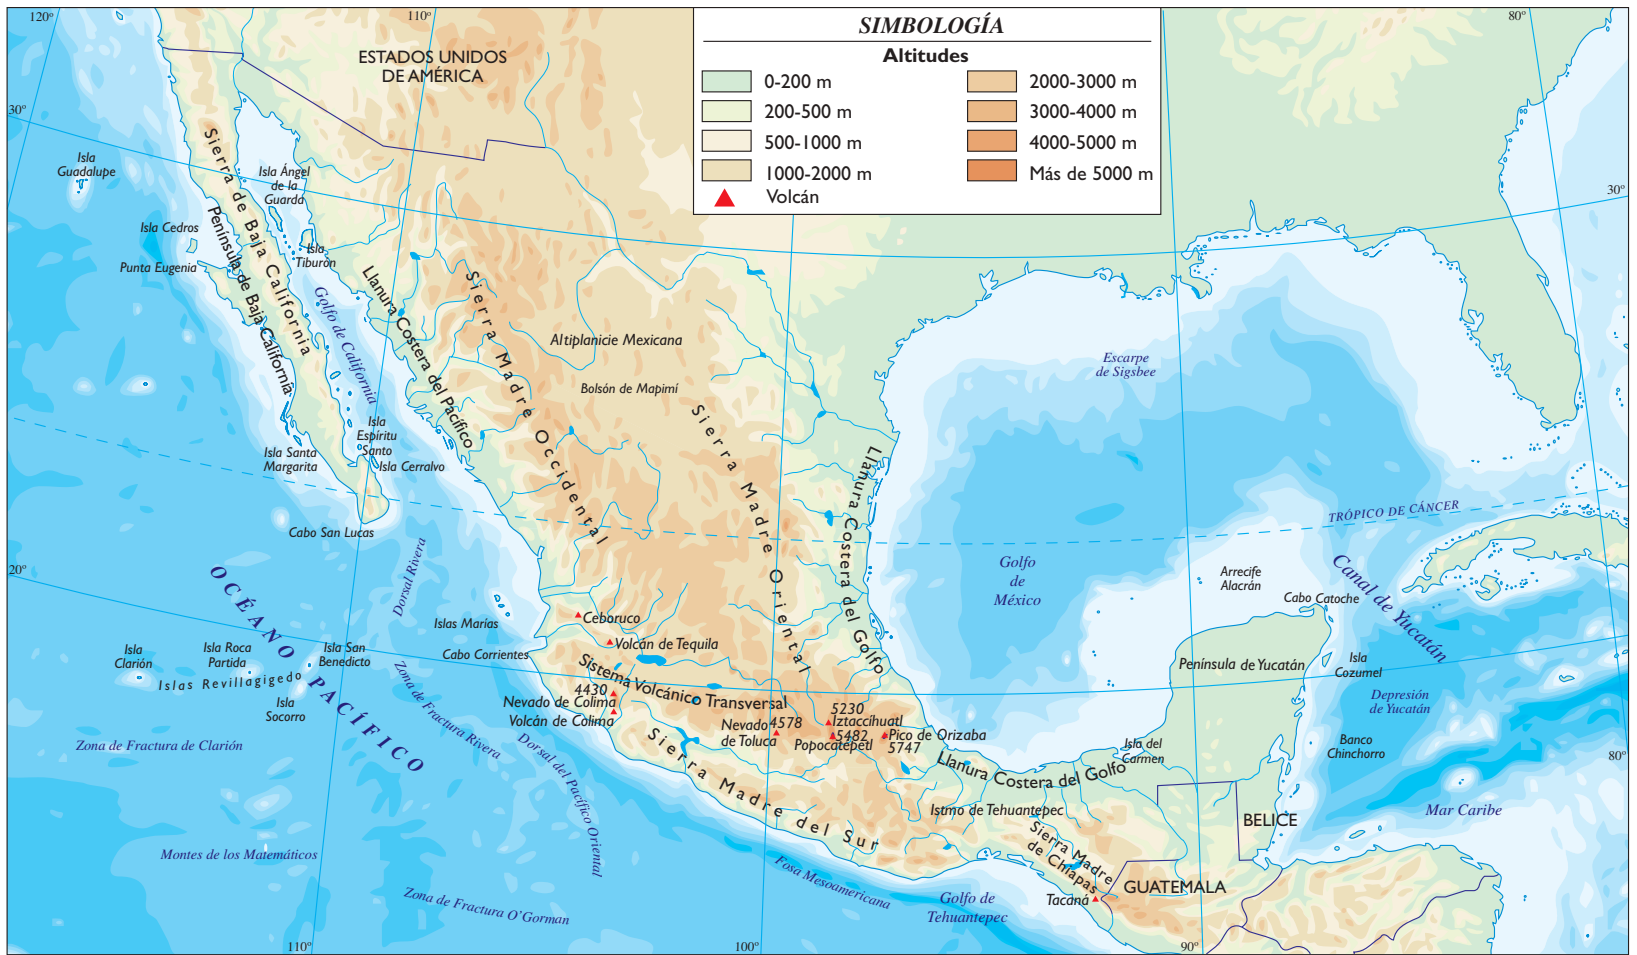 120º
110º
80º
SIMBOLOGÍA
Altitudes
0-200 m
200-500 m
500-1000 m
1000-2000 m
2000-3000 m
3000-4000 m
4000-5000 m
Más de 5000 m
Volcán
ESTADOS UNIDOS
DE AMÉRICA
30º
30º
Isla
Guadalupe
Isla Ángel
de la
Guarda
Sierra de Baja California
Península de Baja California
Isla Cedros
Punta Eugenia
Isla
Tiburón
Golfo de California
Llanura Costera del Pacífico
Sierra Madre Occidental
Altiplanicie Mexicana
Bolsón de Mapimí
Sierra Madre Oriental
Llanura Costera del Golfo
Escarpe
de Sigsbee
Isla
Espíritu
Santo
Isla Santa
Margarita
Isla Cerralvo
Cabo San Lucas
TRÓPICO DE CÁNCER
20º
OCÉANO PACÍFICO
Dorsal Rivera
Golfo
de
México
Arrecife
Alacrán
Cabo Catoche
Canal de Yucatán
Islas Marías
Cabo Corrientes
Ceboruco
Volcán de Tequila
Isla
Clarión
Isla Roca
Partida
Isla San
Benedicto
Islas Revillagigedo
Isla
Socorro
Zona de Fractura Rivera
Sistema Volcánico Transversal
4430
Nevado de Colima
Volcán de Colima
Nevado
de Toluca
4578
5230
Iztaccíhuatl
5482
Popocatépetl
Pico de Orizaba
5747
Península de Yucatán
Isla
Cozumel
Depresión
de Yucatán
Banco
Chinchorro
Isla del
Carmen
Llanura Costera del Golfo
Zona de Fractura de Clarión
Dorsal del Pacífico Oriental
Sierra Madre del Sur
80º
Istmo de Tehuantepec
Sierra Madre
de Chiapas
BELICE
Mar Caribe
Montes de los Matemáticos
Fosa Mesoamericana
Zona de Fractura O'Gorman
Golfo de
Tehuantepec
Tacaná
GUATEMALA
110º
100º
90º